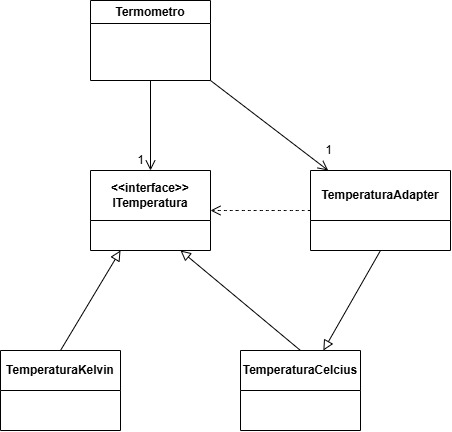 Termometro
1
1
<<interface>>
ITemperatura
TemperaturaAdapter
TemperaturaKelvin
TemperaturaCelcius